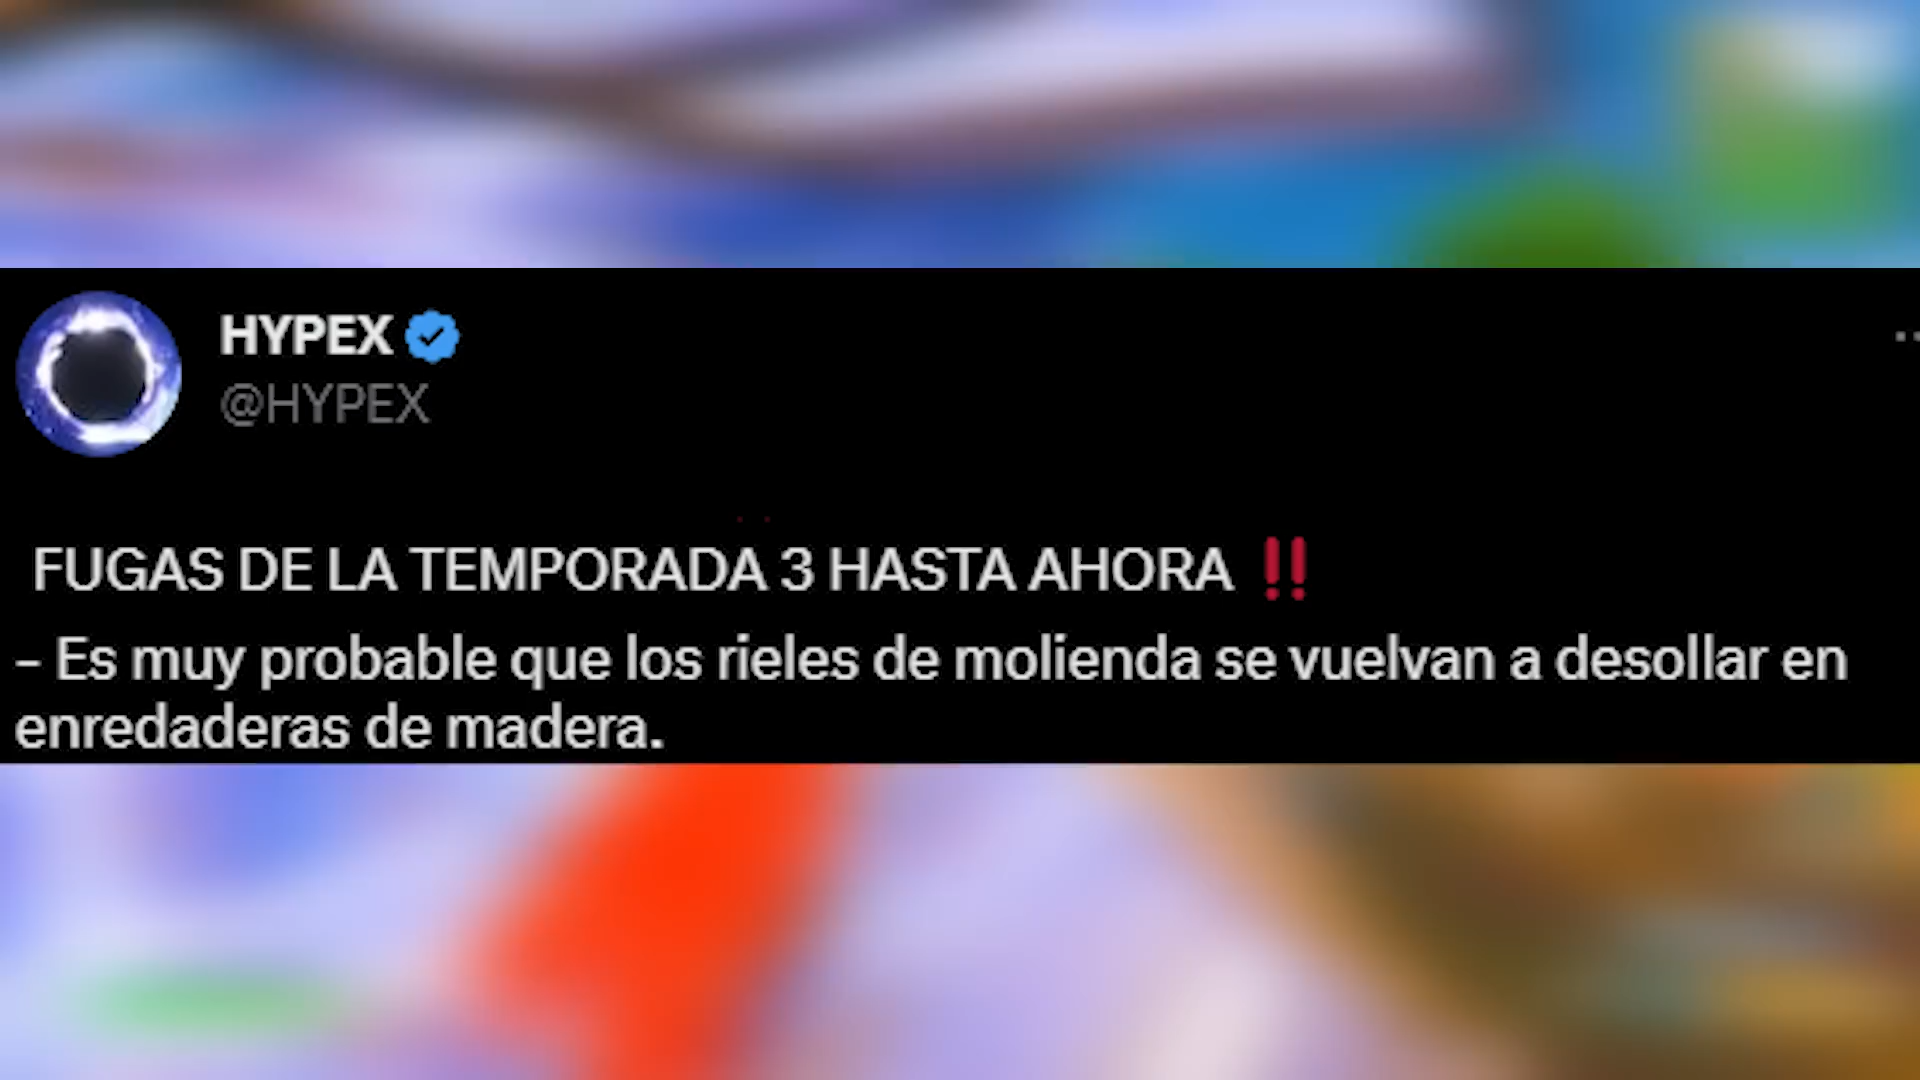 HYPEX
@HYPEX
FUGAS DE LA TEMPORADA 3 HASTA AHORA ‼️
– Es muy probable que los rieles de molienda se vuelvan a desollar en
enredaderas de madera.